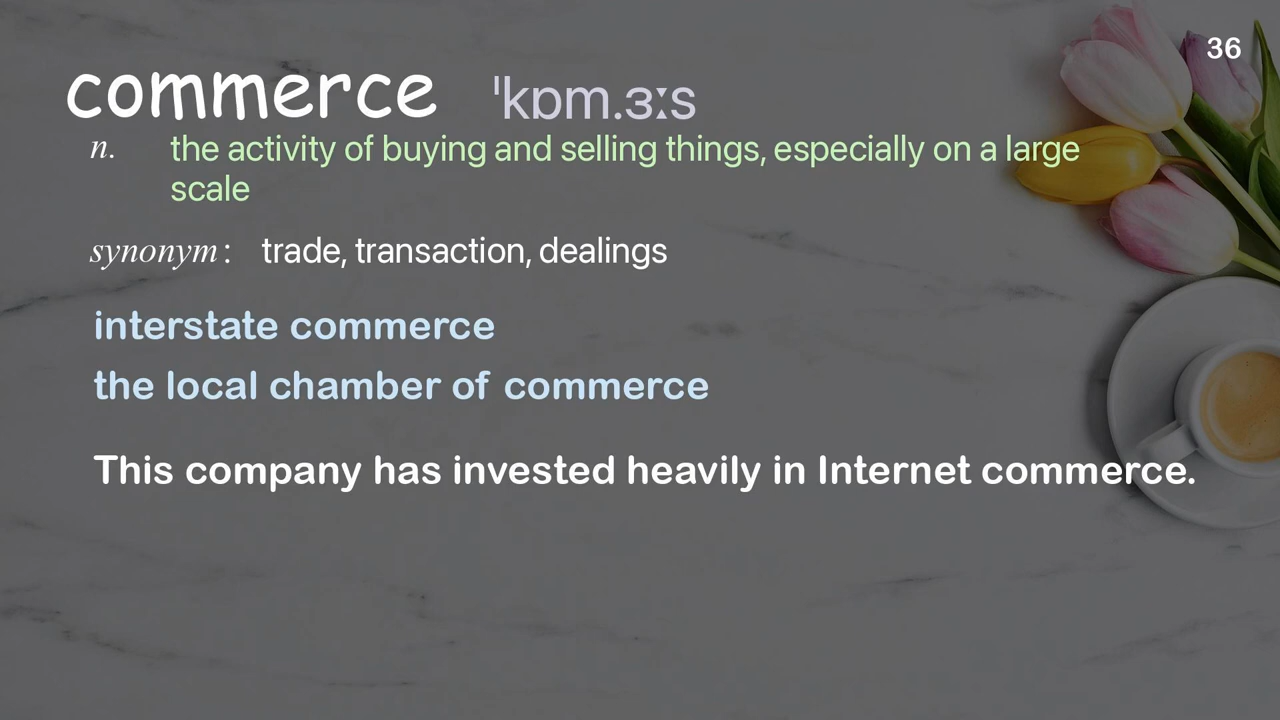 36
commerce ˈkɒm.ɜːs
n. the activity of buying and selling things, especially on a large
scale
synonym: trade, transaction, dealings
interstate commerce
the local chamber of commerce
This company has invested heavily in Internet commerce.